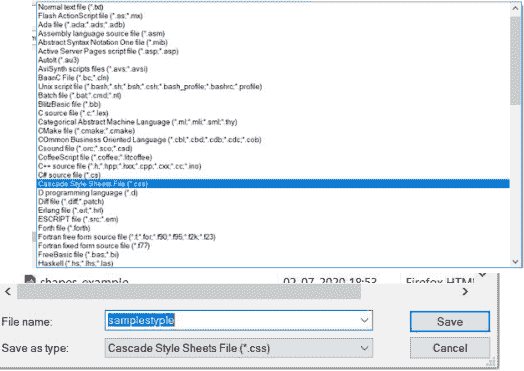 Normal text file (*.txt)
Flash ActionScript file (*.as;*.mx)
Ada file (*.ada;*.ads;*.adb)
Assembly language source file (*.asm)
Abstract Syntax Notation One file (*.mib)
Active Server Pages script file (*.asp;*.asp)
AutoIt (*.au3)
AviSynth scripts files (*.avs;*.avsi)
BaanC File (*.bc;*.cln)
Unix script file (*.bash;*.sh;*.bsh;*.csh;*.bash_profile;*.bashrc;*.profile)
Batch file (*.bat;*.cmd;*.nt)
BlitzBasic file (*.bb)
C source file (*.c;*.lex)
Categorical Abstract Machine Language (*.ml;*.mli;*.sml;*.thy)
CMake file (*.cmake;*.cmake)
COmmon Business Oriented Language (*.cbl;*.cbd;*.cdb;*.cdc;*.cob)
Csound file (*.orc;*.sco;*.csd)
CoffeeScript file (*.coffee;*.litcoffee)
C++ source file (*.h;*.hpp;*.hxx;*.cpp;*.cxx;*.cc;*.ino)
C# source file (*.cs)
Cascade Style Sheets File (*.css)
D programming language (*.d)
Diff file (*.diff;*.patch)
Erlang file (*.erl;*.hrl)
ESCRIPT file (*.src;*.em)
Forth file (*.forth)
Fortran free form source file (*.f;*.for;*.f90;*.f95;*.f2k;*.f23)
Fortran fixed form source file (*.f77)
FreeBasic file (*.bas;*.bi)
Haskell (*.hs;*.lhs;*.las)
shapes_example 02-07-2020 18:53 Firefox HTML
File name: samplestyple Save
Save as type: Cascade Style Sheets File (*.css) Cancel